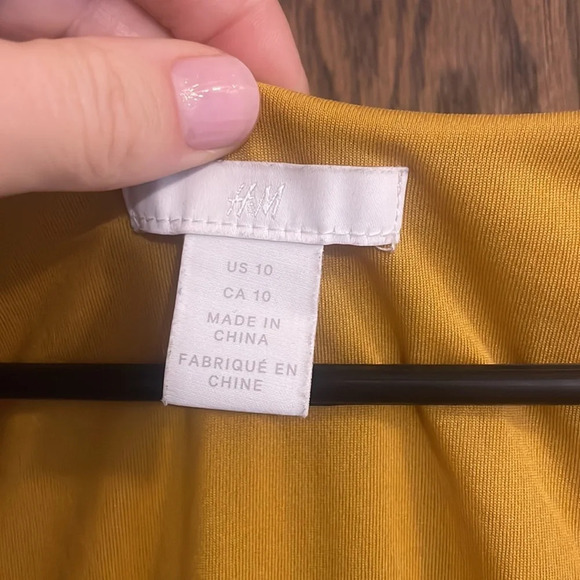 H&M
US 10
CA 10
MADE IN
CHINA
FABRIQUÉ EN
CHINE